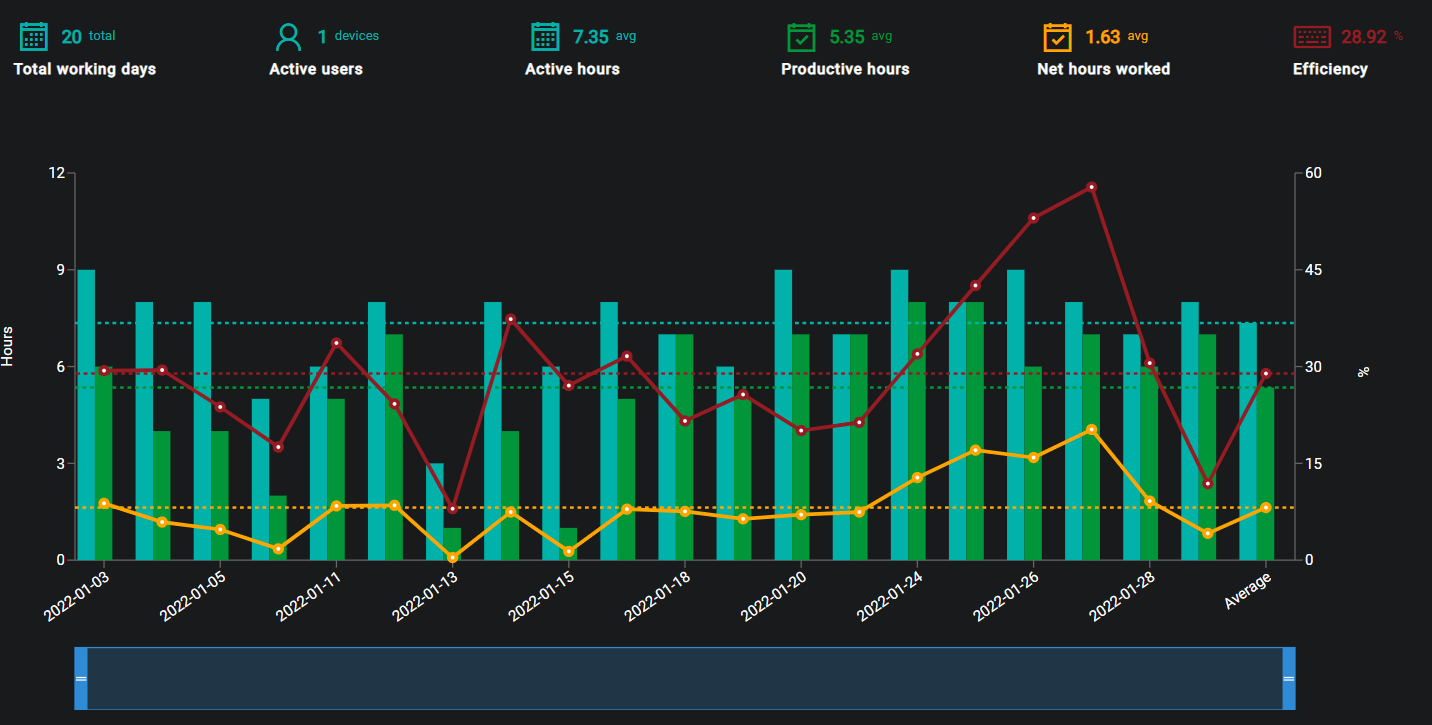 20 total
Total working days
1 devices
Active users
7.35 avg
Active hours
5.35 avg
Productive hours
1.63 avg
Net hours worked
28.92 %
Efficiency
12
9
6
3
0
Hours
60
45
30
15
0
%
2022-01-03
2022-01-05
2022-01-11
2022-01-13
2022-01-15
2022-01-18
2022-01-20
2022-01-24
2022-01-26
2022-01-28
Average